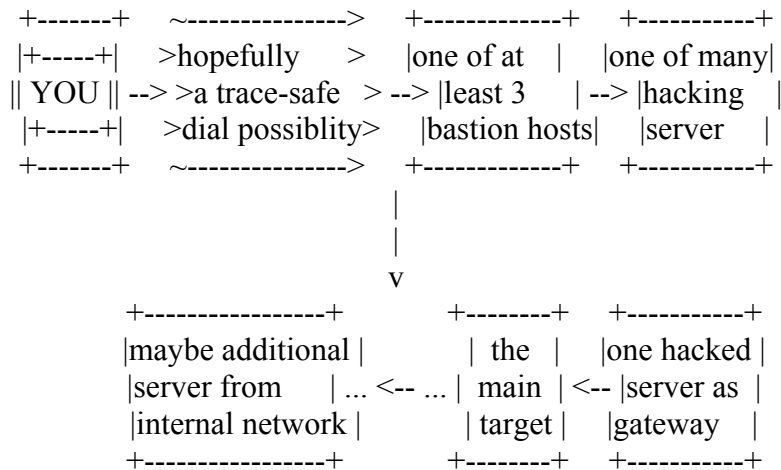 +-------+ ~---------------> +-------------+ +-----------+
|+-----+| >hopefully > |one of at | |one of many|
|| YOU || --> >a trace-safe > --> |least 3 | --> |hacking |
|+-----+| >dial possiblity> |bastion hosts| |server |
+-------+ ~---------------> +-------------+ +-----------+
|
|
v
+-----------------+ +--------+ +-----------+
|maybe additional | | the | |one hacked |
|server from | ... <-- ... | main | <-- |server as |
|internal network | | target | |gateway |
+-----------------+ +--------+ +-----------+